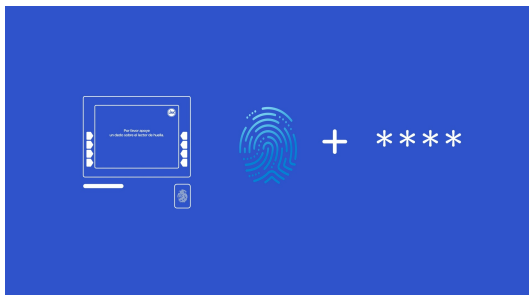 Por favor apoye
un dedo sobre el lector de huella.
+ ****